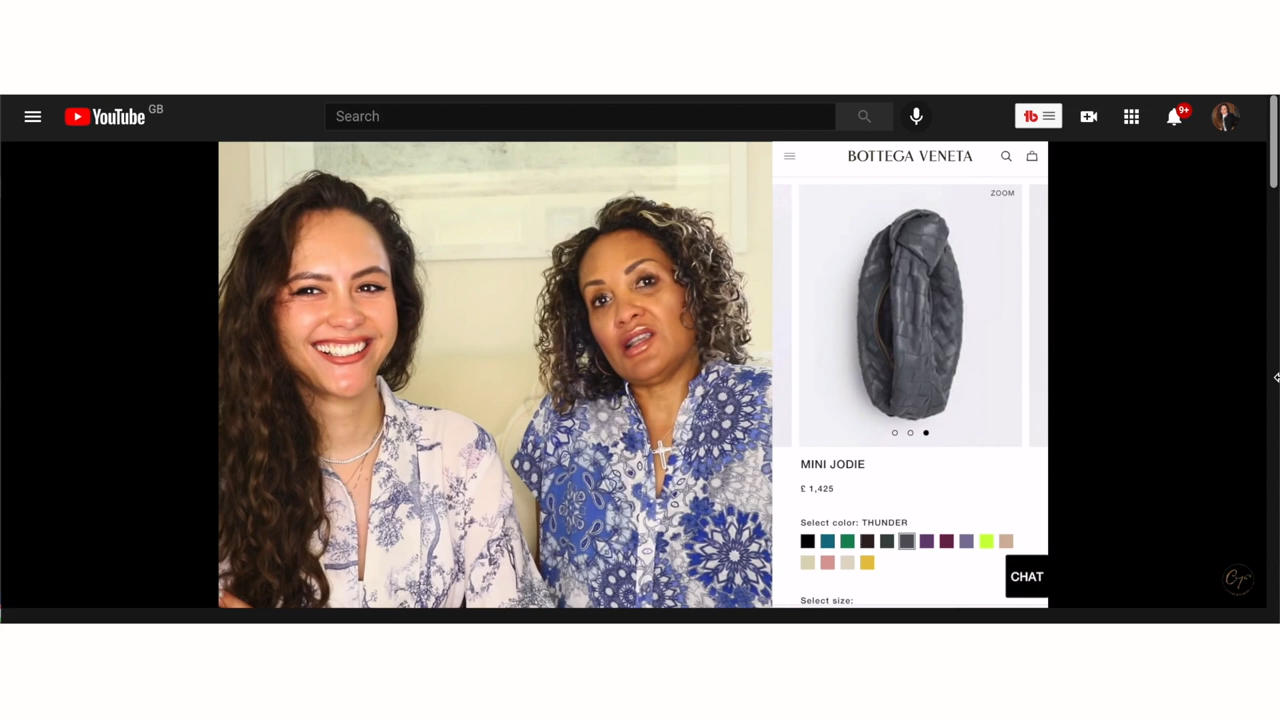 YouTube GB
Search
9+
BOTTEGA VENETA
ZOOM
MINI JODIE
£ 1,425
Select color: THUNDER
CHAT
Select size: